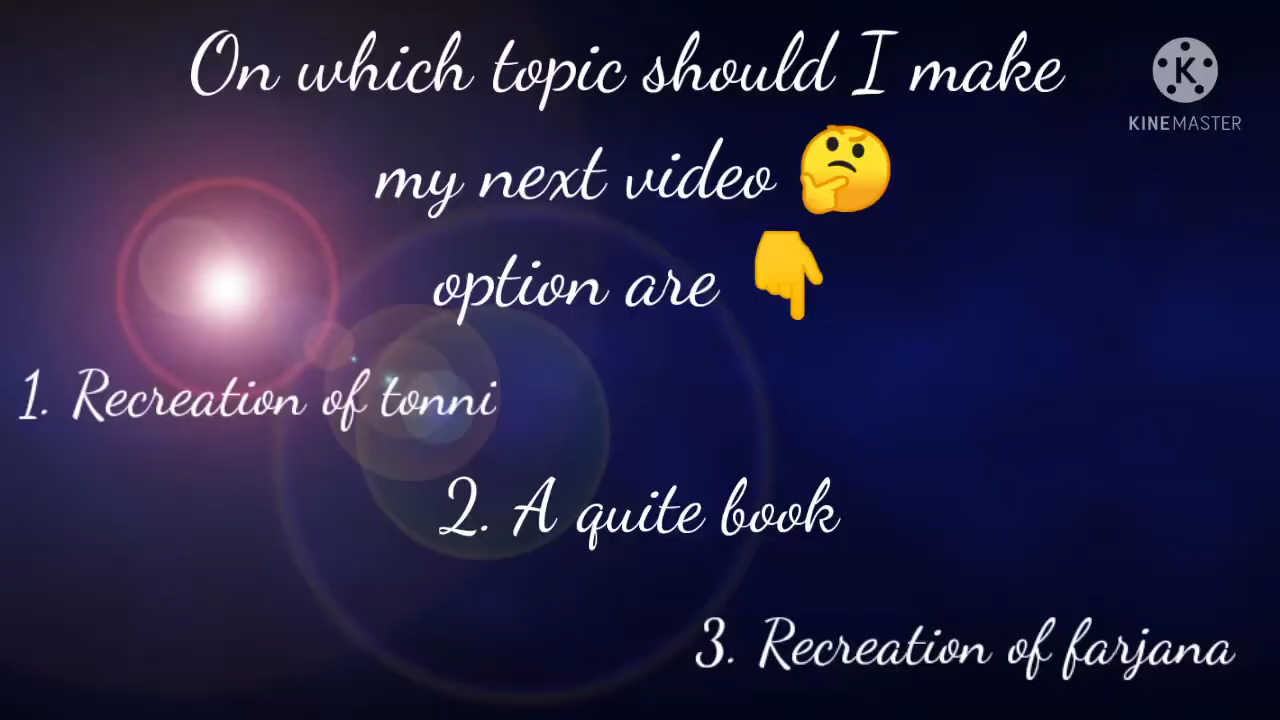 On which topic should I make
my next video 🤔
option are 👇
1. Recreation of tonni
2. A quite book
3. Recreation of farjana
KINEMASTER